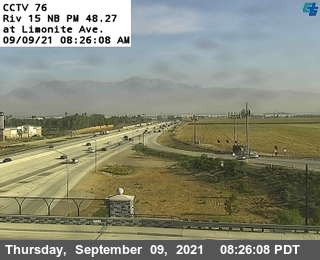 CCTV 76
Riv 15 NB PM 48.27
at Limonite Ave.
09/09/21 08:26:08 AM
Thursday, September 09, 2021 08:26:08 PDT